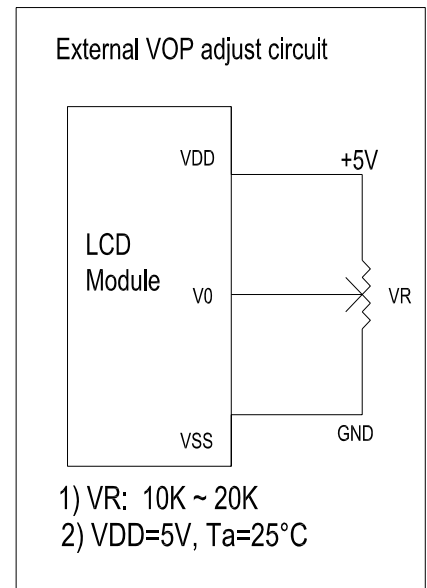 External VOP adjust circuit
VDD
+5V
LCD
Module
V0
VR
VSS
GND
1) VR: 10K ~ 20K
2) VDD=5V, Ta=25°C